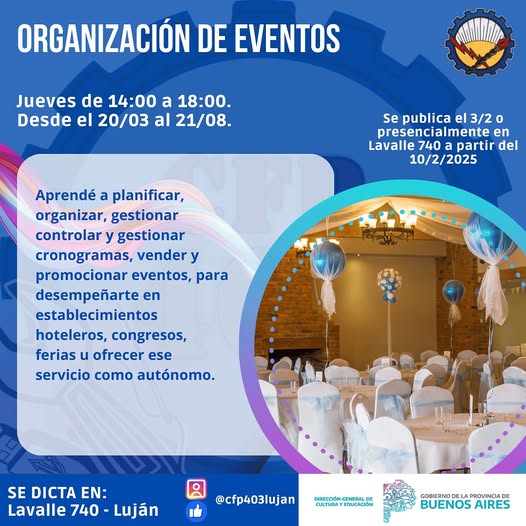 ORGANIZACIÓN DE EVENTOS
Jueves de 14:00 a 18:00.
Desde el 20/03 al 21/08.
Se publica el 3/2 o
presencialmente en
Lavalle 740 a partir del
10/2/2025
Aprendé a planificar,
organizar, gestionar
controlar y gestionar
cronogramas, vender y
promocionar eventos, para
desempeñarte en
establecimientos
hoteleros, congresos,
ferias u ofrecer ese
servicio como autónomo.
SE DICTA EN:
Lavalle 740 - Luján
@cfp403lujan
DIRECCIÓN GENERAL DE
CULTURA Y EDUCACIÓN
GOBIERNO DE LA PROVINCIA DE
BUENOS AIRES